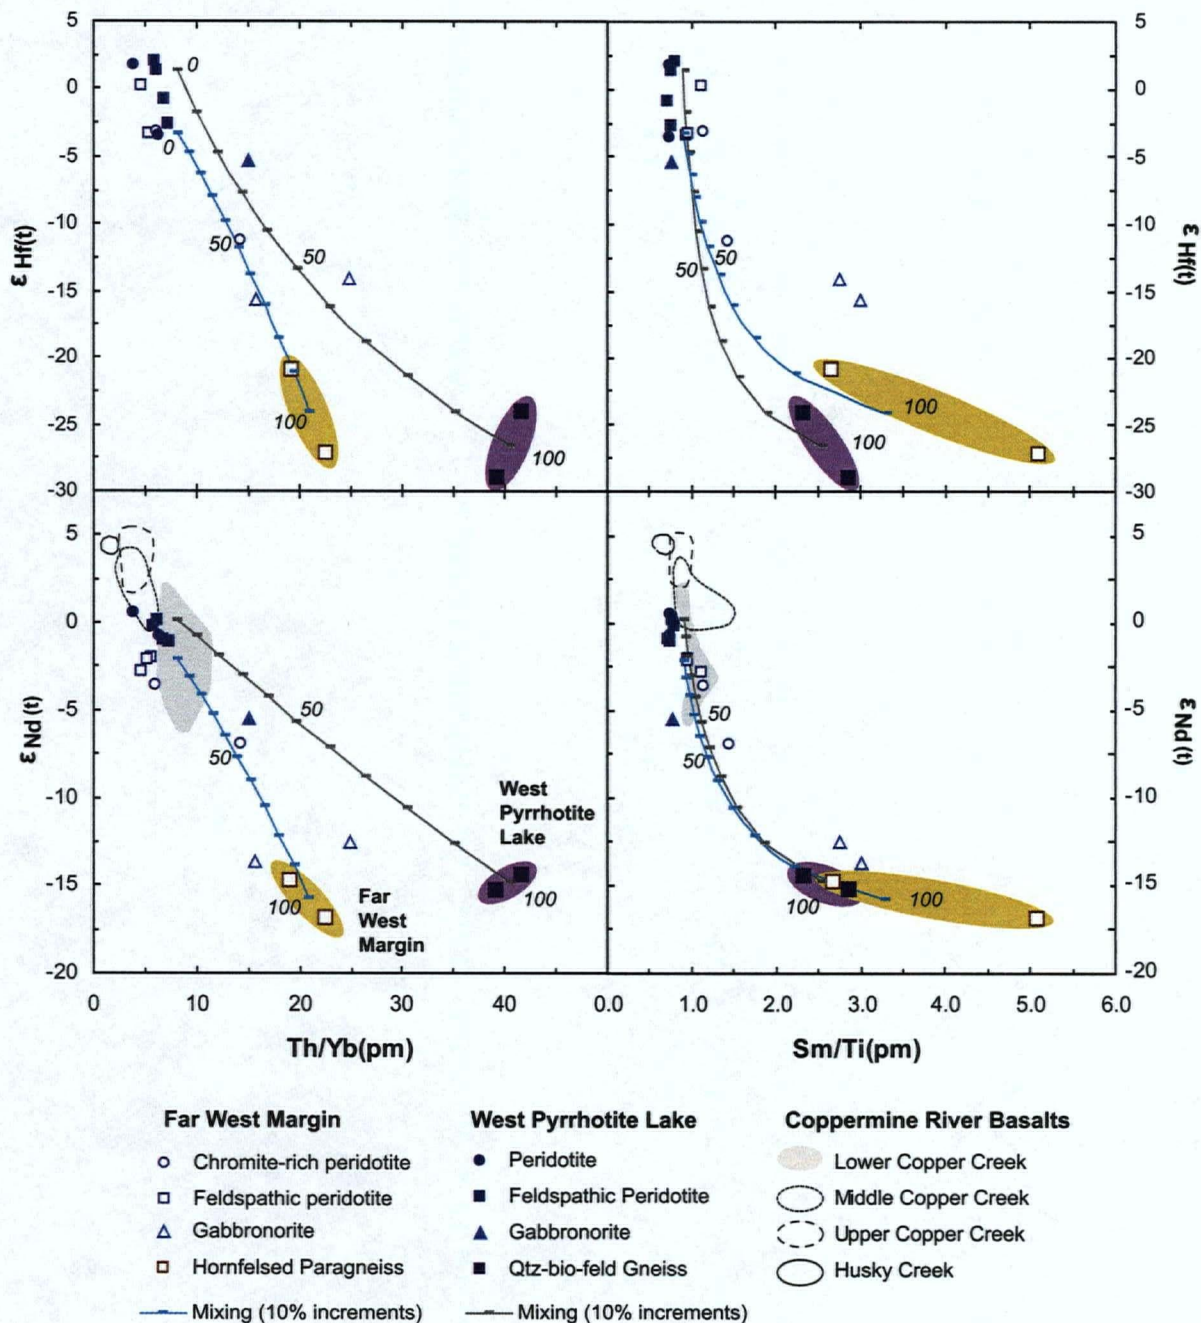 5
5
0
0
0
0
-5
-5
-10
-10
50
50
50
50
-15
-15
-20
-20
100
100
-25
-25
100
100
-30
-30
ε Hf(t)
ε Hf(t)
5
5
0
0
-5
-5
50
50
50
50
-10
-10
West
Pyrrhotite
Lake
-15
-15
100
100
100
100
Far
West
Margin
-20
-20
ε Nd (t)
ε Nd (t)
0 10 20 30 40 0.0 1.0 2.0 3.0 4.0 5.0 6.0
Th/Yb(pm)
Sm/Ti(pm)
Far West Margin
Chromite-rich peridotite
Feldspathic peridotite
Gabbronorite
Hornfelsed Paragneiss
Mixing (10% increments)
West Pyrrhotite Lake
Peridotite
Feldspathic Peridotite
Gabbronorite
Qtz-bio-feld Gneiss
Mixing (10% increments)
Coppermine River Basalts
Lower Copper Creek
Middle Copper Creek
Upper Copper Creek
Husky Creek